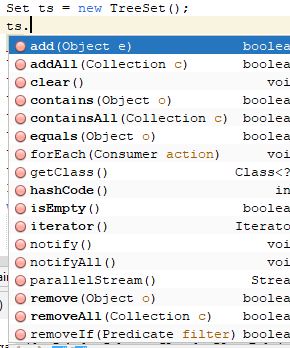 Set ts = new TreeSet();
ts.
add(Object e) boolea
addAll(Collection c) boolea
clear() voi
contains(Object o) boolea
containsAll(Collection c) boolea
equals(Object o) boolea
forEach(Consumer action) voi
getClass() Class<?
hashCode() in
isEmpty() boolea
iterator() Iterato
notify() voi
notifyAll() voi
parallelStream() Strea
remove(Object o) boolea
removeAll(Collection c) boolea
removeIf(Predicate filter) boolea